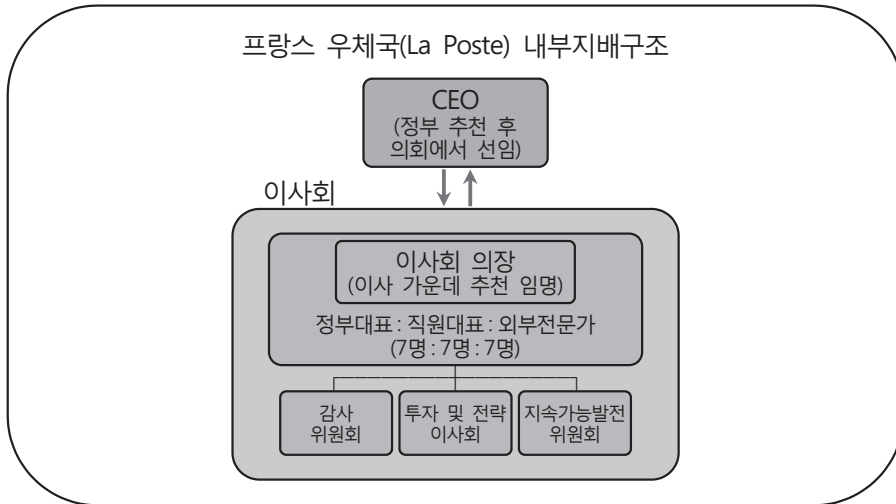 프랑스 우체국(La Poste) 내부지배구조
CEO
(정부 추천 후
의회에서 선임)
이사회
이사회 의장
(이사 가운데 추천 임명)
정부대표 : 직원대표 : 외부전문가
(7명 : 7명 : 7명)
감사
위원회
투자 및 전략
이사회
지속가능발전
위원회